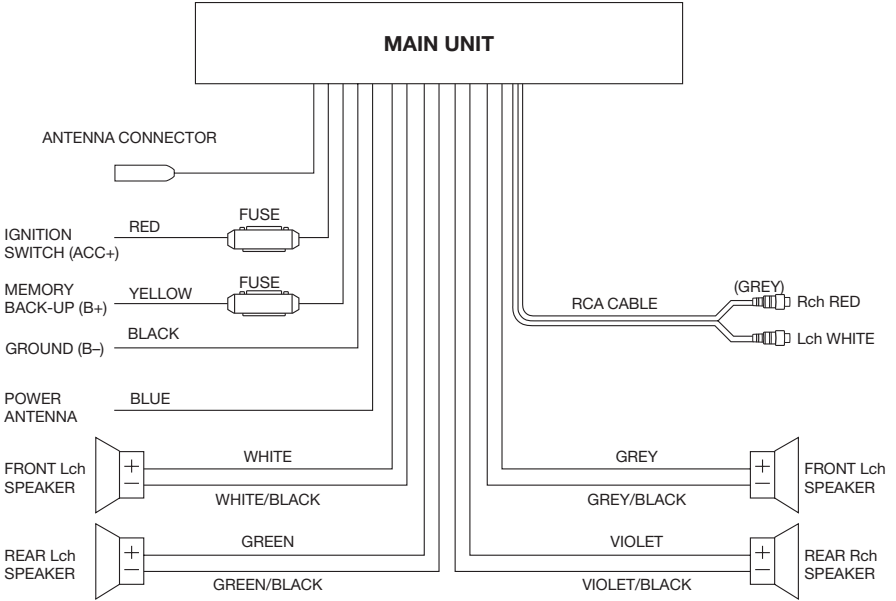 MAIN UNIT
ANTENNA CONNECTOR
IGNITION
SWITCH (ACC+)
RED
FUSE
MEMORY
BACK-UP (B+)
YELLOW
FUSE
GROUND (B–)
BLACK
POWER
ANTENNA
BLUE
RCA CABLE
(GREY)
Rch RED
Lch WHITE
FRONT Lch
SPEAKER
+
–
WHITE
WHITE/BLACK
GREY
GREY/BLACK
+
–
FRONT Lch
SPEAKER
REAR Lch
SPEAKER
+
–
GREEN
GREEN/BLACK
VIOLET
VIOLET/BLACK
+
–
REAR Rch
SPEAKER